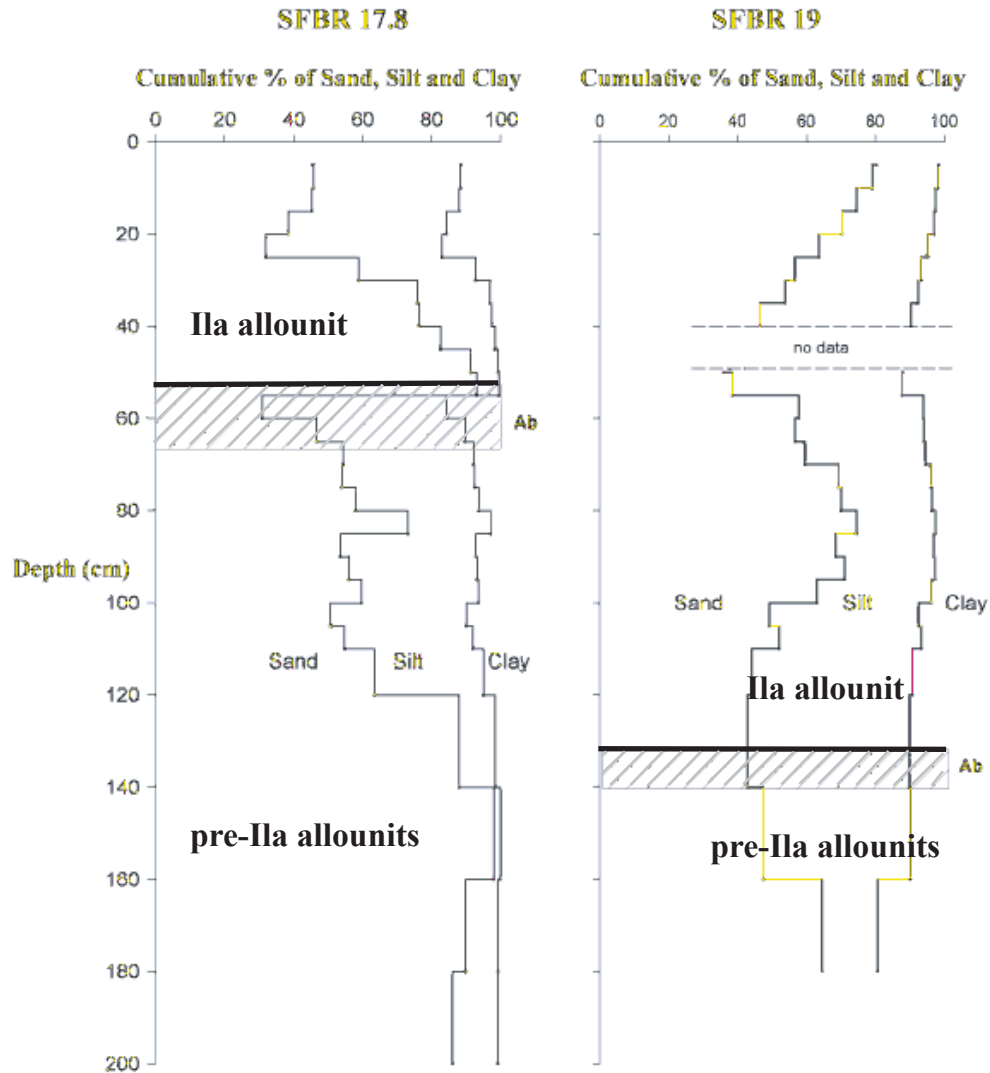 SFBR 17.8
Cumulative % of Sand, Silt and Clay
0 20 40 60 80 100
0
20
40
60
80
100
120
140
160
180
200
Depth (cm)
IIa allounit
Ab
Sand Silt Clay
pre-IIa allounits
SFBR 19
Cumulative % of Sand, Silt and Clay
0 20 40 60 80 100
no data
Sand Silt Clay
IIa allounit
Ab
pre-IIa allounits